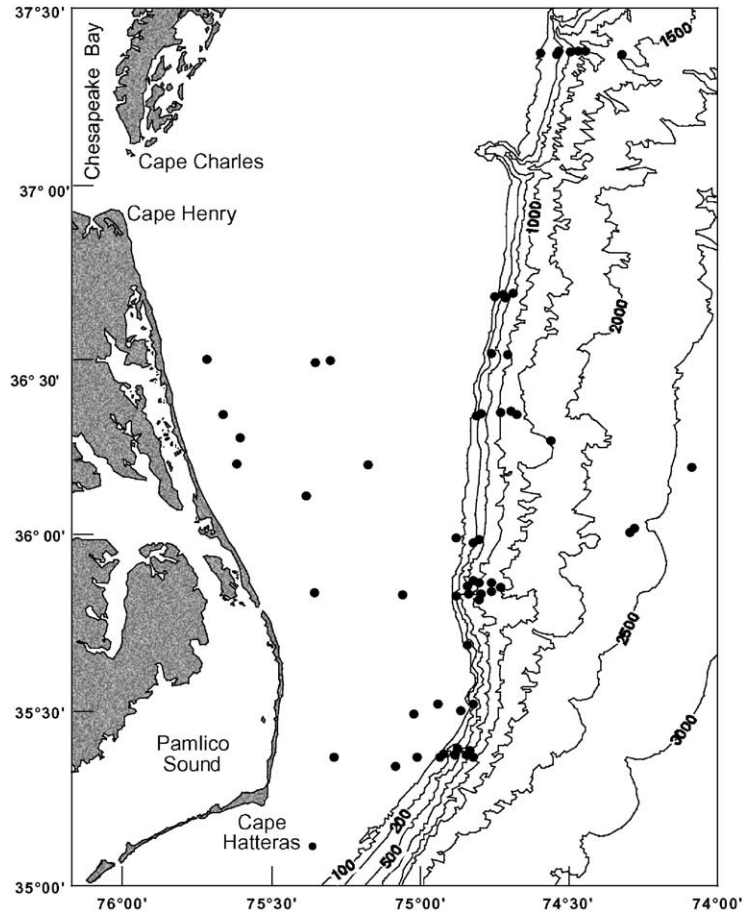 37°30'
Chesapeake Bay
1500
Cape Charles
37° 00'
Cape Henry
1000
2000
36° 30'
36° 00'
2500
35°30'
3000
Pamlico
Sound
Cape
Hatteras
200
500
100
35°00'
76°00'
75°30'
75°00'
74°30'
74°00'